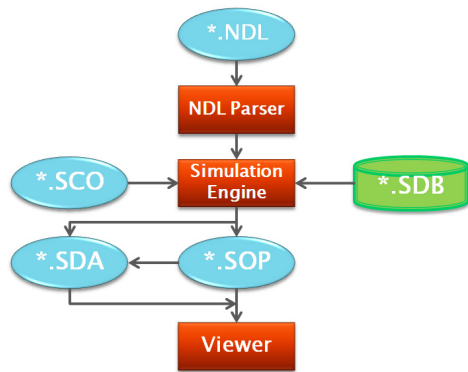 *.NDL
NDL Parser
*.SCO
Simulation
Engine
*.SDB
*.SDA
*.SOP
Viewer